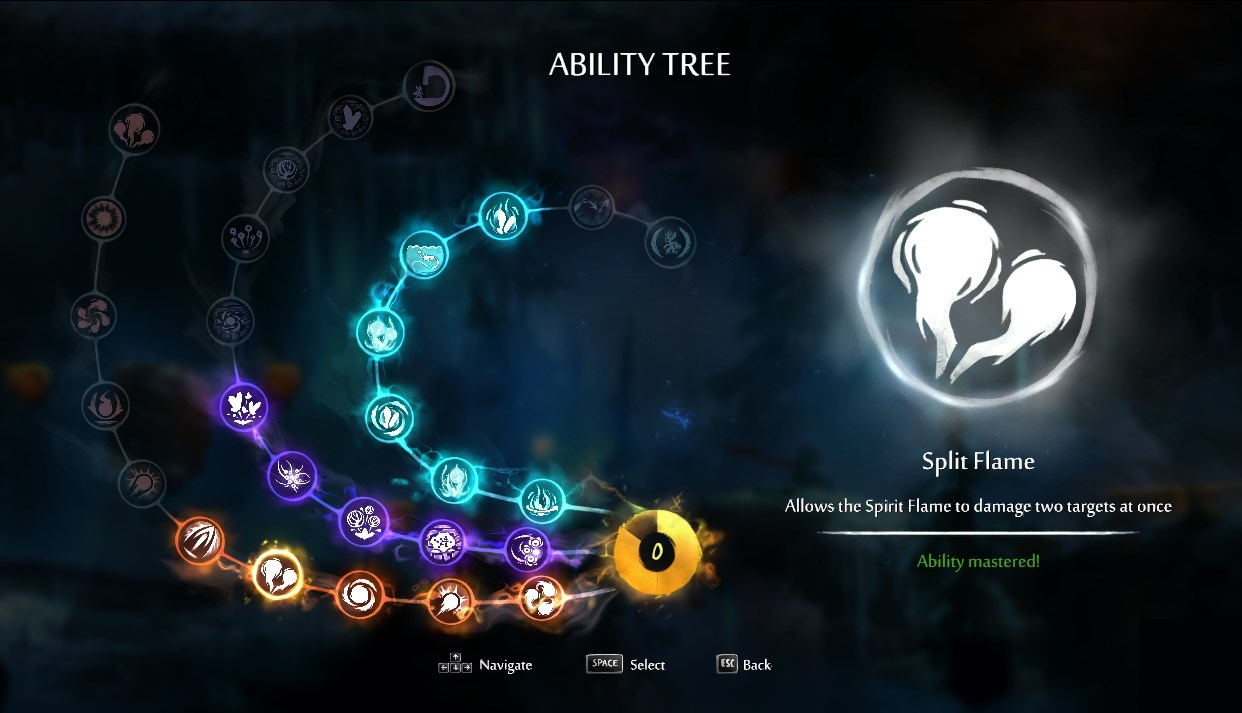 ABILITY TREE
Split Flame
Allows the Spirit Flame to damage two targets at once
Ability mastered!
0
Navigate
SPACE Select
ESC Back